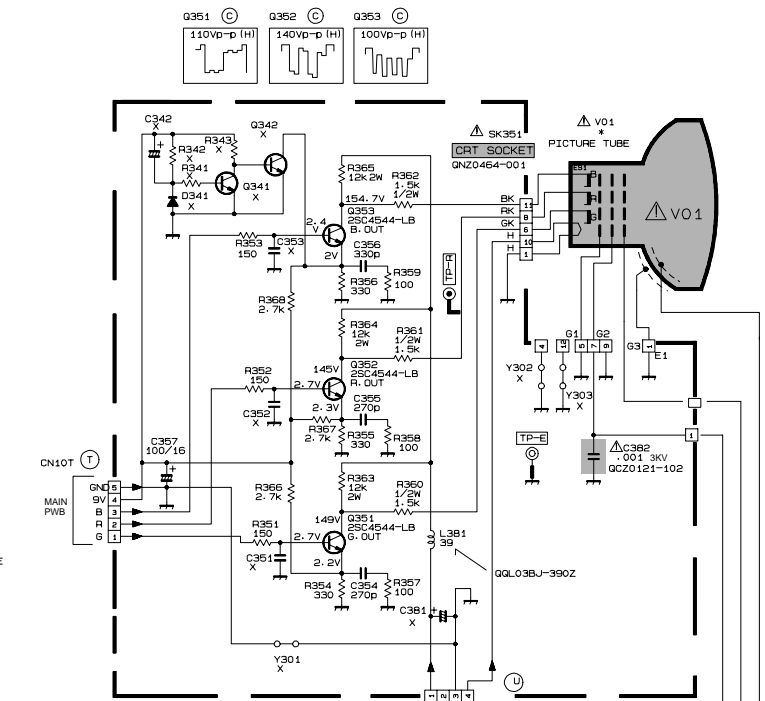 Q351 C Q352 C Q353 C
110Vp-p (H) 140Vp-p (H) 100Vp-p (H)
C342
X
+
R342
X
R343
X
Q342
X
R341
X
D341
X
Q341
X
R365
12k 2W
R362
1.5k
1/2W
154.7V
Q353
2SC4544-LB
B.OUT
2.4
V
2V
R353
150
C353
X
C356
330p
R356
330
R359
100
R368
2.7k
R364
12k
2W
R361
1/2W
1.5k
145V
Q352
2SC4544-LB
R.OUT
2.7V
2.3V
R352
150
C352
X
R367
2.7k
C355
270p
R355
330
R358
100
C357
100/16
+
CN10T T
MAIN
PWB
GND 5
9V 4
B 3
R 2
G 1
R366
2.7k
R363
12k
2W
R360
1/2W
1.5k
149V
Q351
2SC4544-LB
G.OUT
2.7V
2.2V
R351
150
C351
X
R354
330
C354
270p
R357
100
L381
39
QQL03BJ-390Z
C381
X
+
Y301
X
1 2 3 4
U
SK351
CRT SOCKET
QNZ0464-001
BK 11
RK 8
GK 6
H 10
H 1
V01
*
PICTURE TUBE
B
R
G
V01
TP-R
G1 G2
4 12 5 7 9
G3 1
E1
Y302
X
Y303
X
TP-E
C382
.001 3KV
QCZ0121-102
1
E